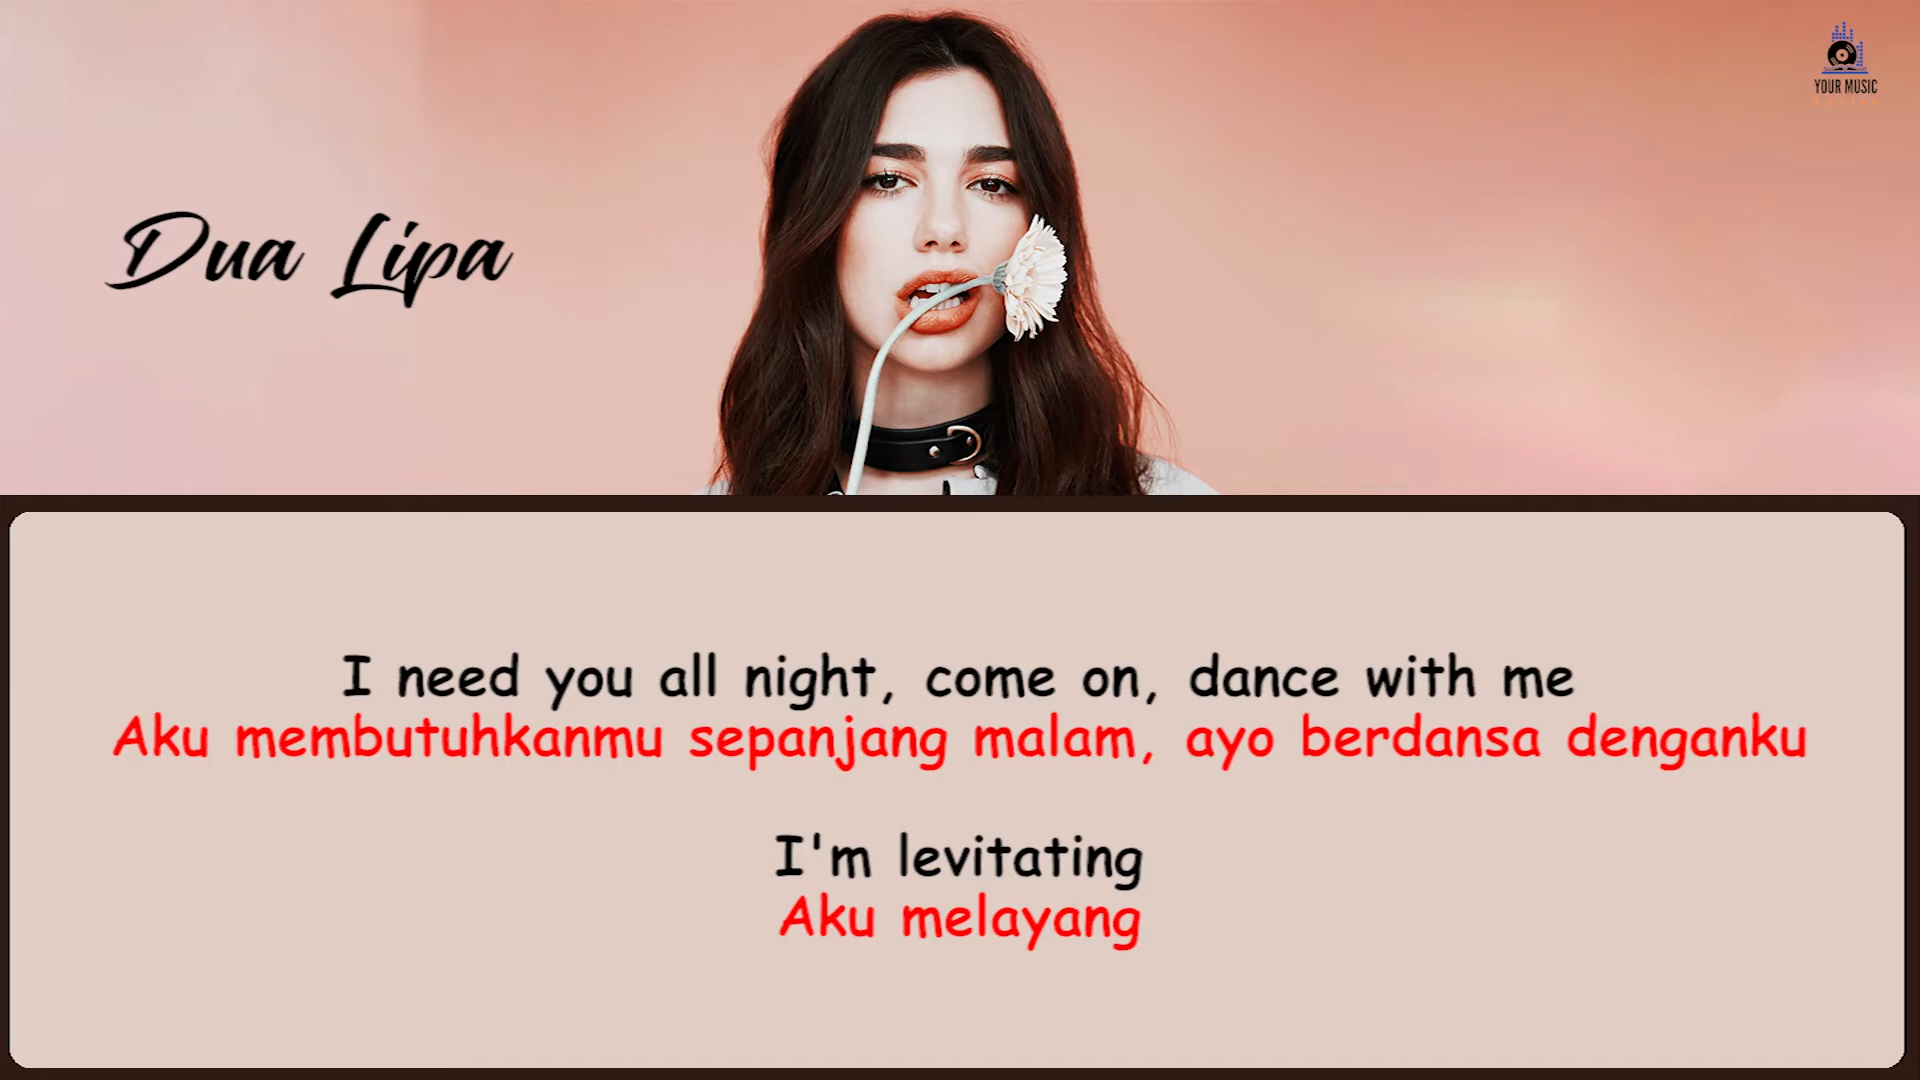 YOUR MUSIC
Dua Lipa
I need you all night, come on, dance with me
Aku membutuhkanmu sepanjang malam, ayo berdansa denganku
I'm levitating
Aku melayang